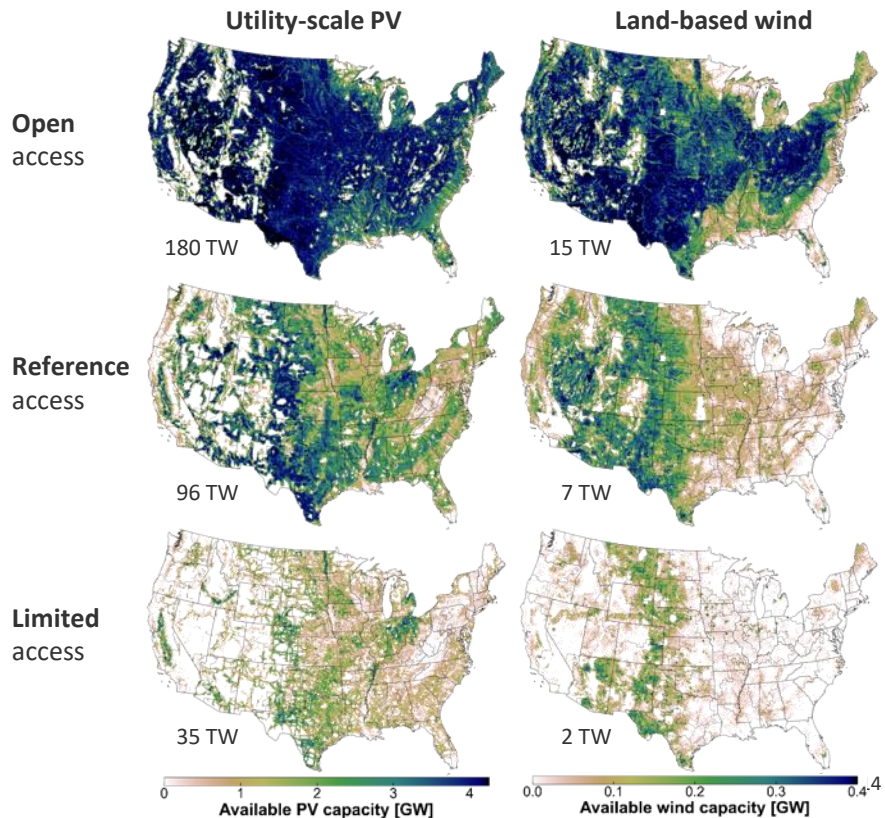 Utility-scale PV
Land-based wind
Open
access
180 TW
15 TW
Reference
access
96 TW
7 TW
Limited
access
35 TW
2 TW
0 1 2 3 4
Available PV capacity [GW]
0.0 0.1 0.2 0.3 0.4 .4
Available wind capacity [GW]